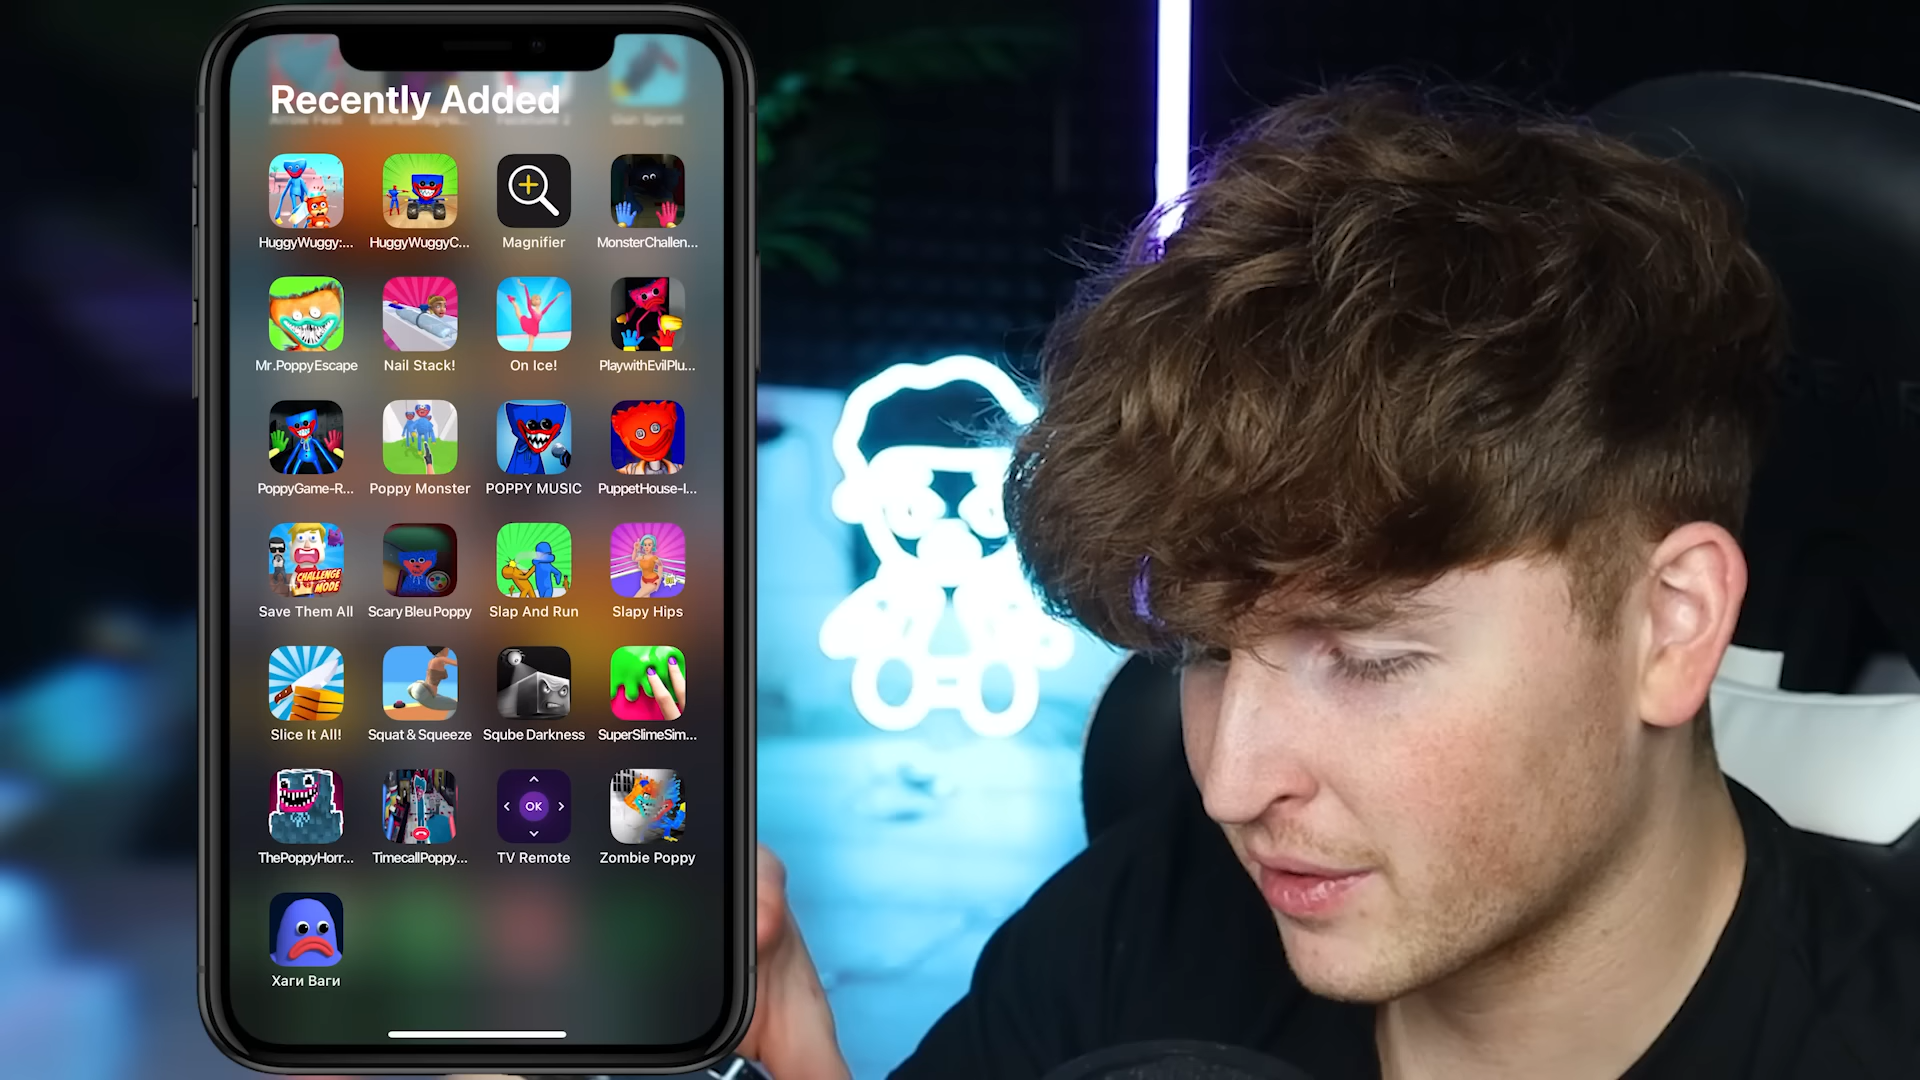 Recently Added
HuggyWuggy:...
HuggyWuggyC...
Magnifier
MonsterChallen...
Mr.PoppyEscape
Nail Stack!
On Ice!
PlaywithEvilPlu...
PoppyGame-R...
Poppy Monster
POPPY MUSIC
PuppetHouse-I...
CHALLENGE
MODE
Save Them All
Scary Bleu Poppy
Slap And Run
Slapy Hips
Slice It All!
Squat & Squeeze
Sqube Darkness
SuperSlimeSim...
OK
ThePoppyHorr...
TimecallPoppy...
TV Remote
Zombie Poppy
Хаги Ваги